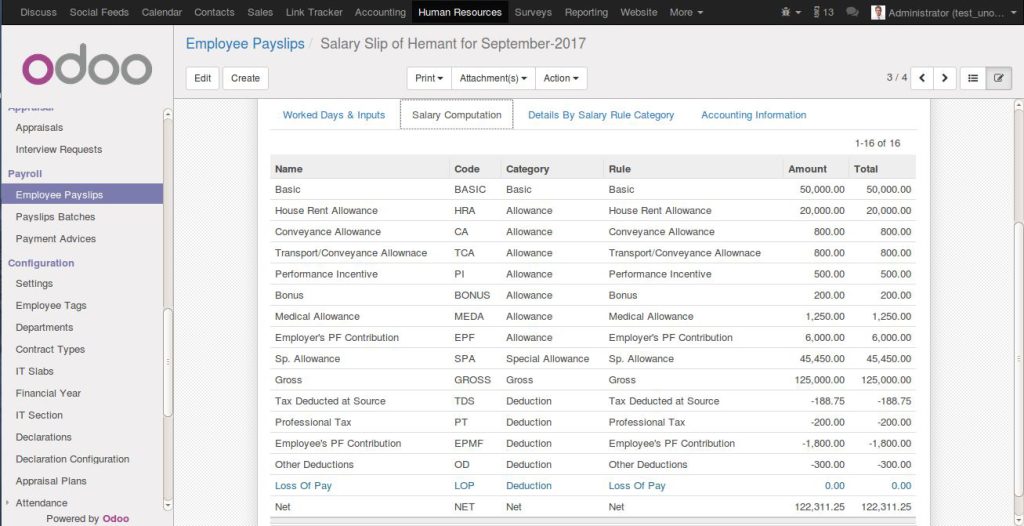 Discuss Social Feeds Calendar Contacts Sales Link Tracker Accounting Human Resources Surveys Reporting Website More 13 Administrator (test_uno...
odoo
Employee Payslips / Salary Slip of Hemant for September-2017
Edit Create Print Attachment(s) Action 3 / 4
Appraisal
Appraisals
Interview Requests
Payroll
Employee Payslips
Payslips Batches
Payment Advices
Configuration
Settings
Employee Tags
Departments
Contract Types
IT Slabs
Financial Year
IT Section
Declarations
Declaration Configuration
Appraisal Plans
Attendance
Powered by Odoo
Worked Days & Inputs Salary Computation Details By Salary Rule Category Accounting Information
1-16 of 16
Name Code Category Rule Amount Total
Basic BASIC Basic Basic 50,000.00 50,000.00
House Rent Allowance HRA Allowance House Rent Allowance 20,000.00 20,000.00
Conveyance Allowance CA Allowance Conveyance Allowance 800.00 800.00
Transport/Conveyance Allownace TCA Allowance Transport/Conveyance Allownace 800.00 800.00
Performance Incentive PI Allowance Performance Incentive 500.00 500.00
Bonus BONUS Allowance Bonus 200.00 200.00
Medical Allowance MEDA Allowance Medical Allowance 1,250.00 1,250.00
Employer's PF Contribution EPF Allowance Employer's PF Contribution 6,000.00 6,000.00
Sp. Allowance SPA Special Allowance Sp. Allowance 45,450.00 45,450.00
Gross GROSS Gross Gross 125,000.00 125,000.00
Tax Deducted at Source TDS Deduction Tax Deducted at Source -188.75 -188.75
Professional Tax PT Deduction Professional Tax -200.00 -200.00
Employee's PF Contribution EPMF Deduction Employee's PF Contribution -1,800.00 -1,800.00
Other Deductions OD Deduction Other Deductions -300.00 -300.00
Loss Of Pay LOP Deduction Loss Of Pay 0.00 0.00
Net NET Net Net 122,311.25 122,311.25